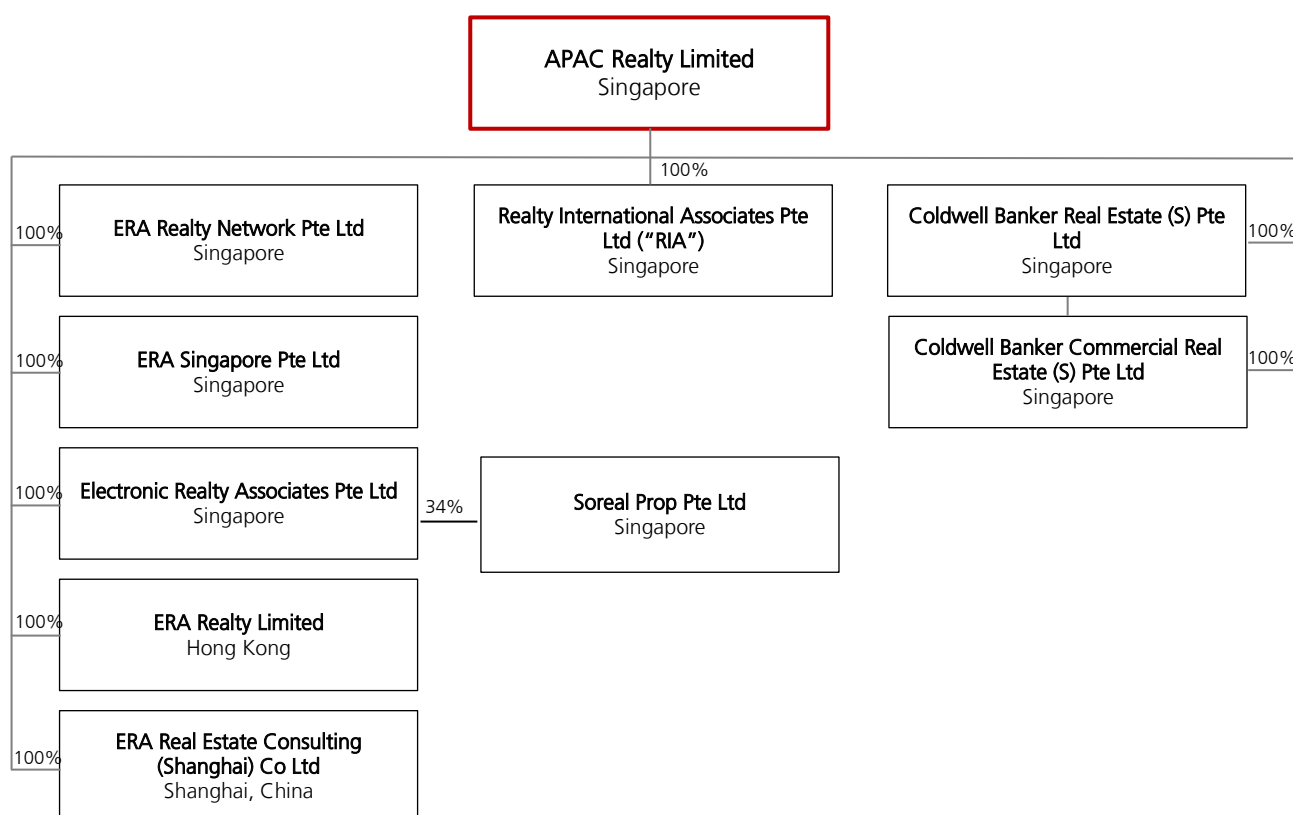 APAC Realty Limited
Singapore
100%
100%
ERA Realty Network Pte Ltd
Singapore
Realty International Associates Pte
Ltd (“RIA”)
Singapore
Coldwell Banker Real Estate (S) Pte
Ltd
Singapore
100%
100%
ERA Singapore Pte Ltd
Singapore
Coldwell Banker Commercial Real
Estate (S) Pte Ltd
Singapore
100%
100%
Electronic Realty Associates Pte Ltd
Singapore
34%
Soreal Prop Pte Ltd
Singapore
100%
ERA Realty Limited
Hong Kong
100%
ERA Real Estate Consulting
(Shanghai) Co Ltd
Shanghai, China